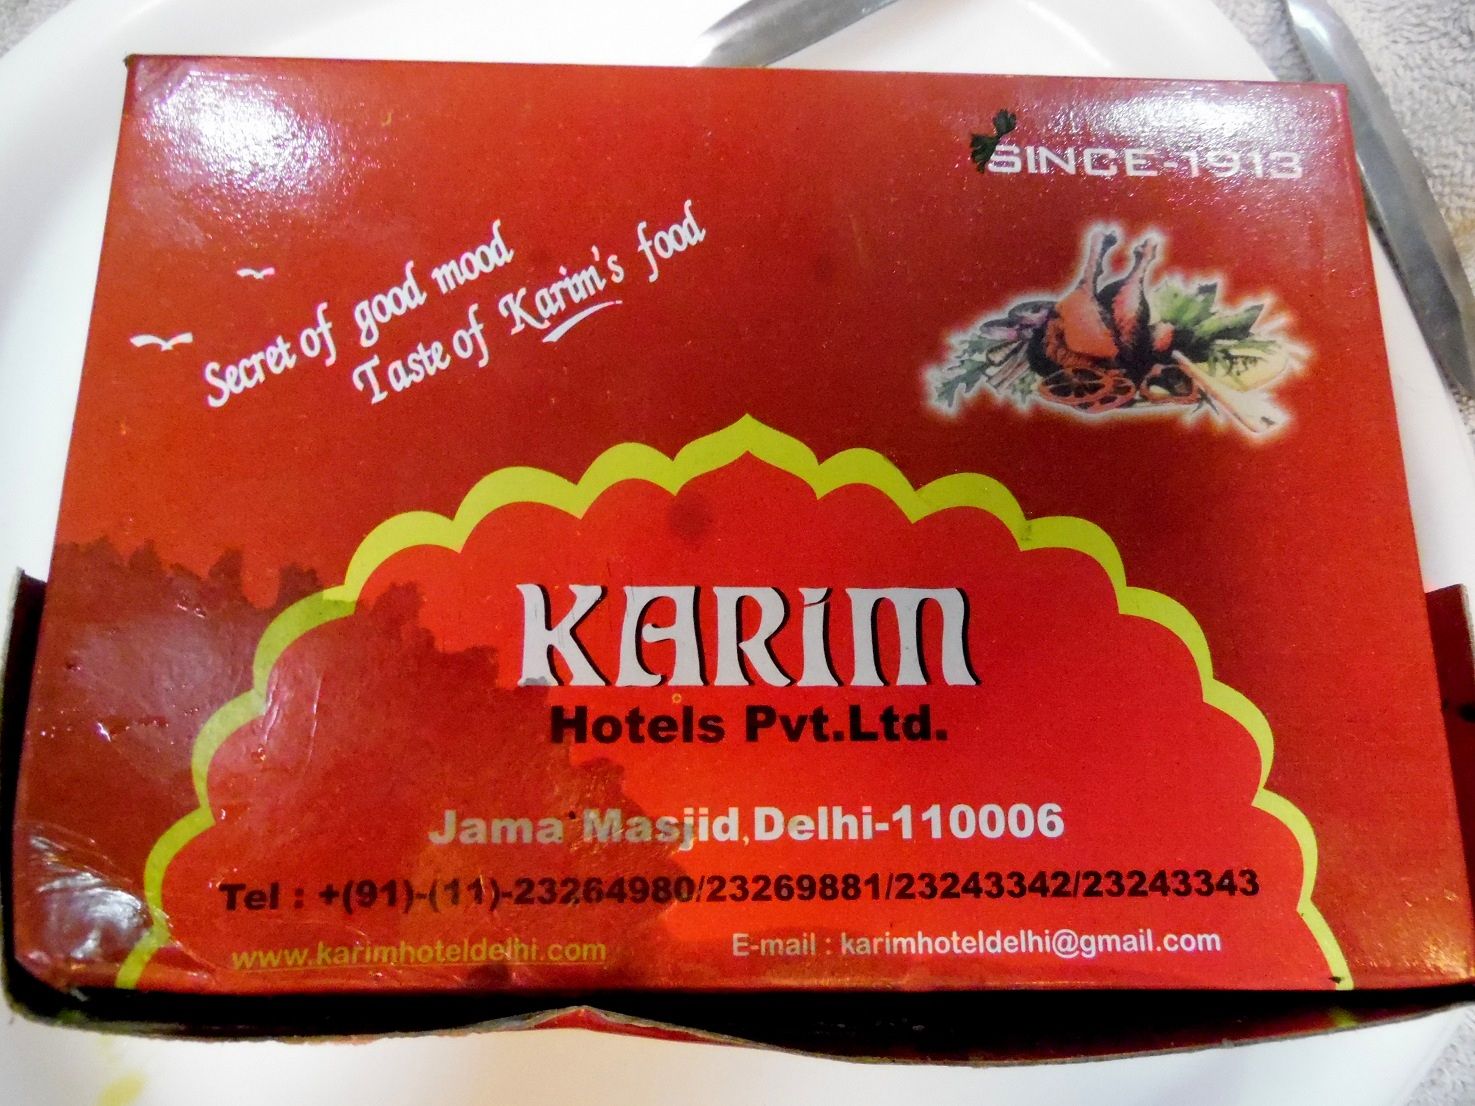 SINCE-1913
Secret of good mood
Taste of Karim's food
KARIM
Hotels Pvt.Ltd.
Jama Masjid,Delhi-110006
Tel : +(91)-(11)-23264980/23269881/23243342/23243343
www.karimhoteldelhi.com
E-mail : karimhoteldelhi@gmail.com